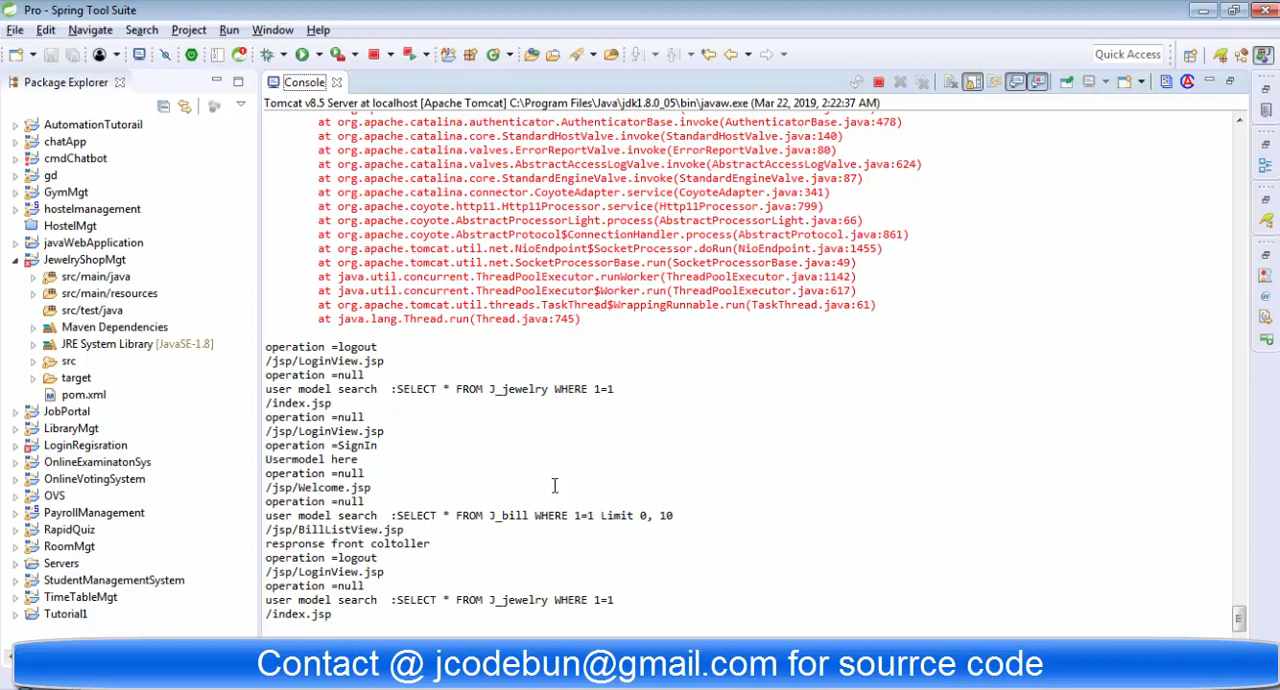 Pro - Spring Tool Suite
File Edit Navigate Search Project Run Window Help
Quick Access
Package Explorer
Console
Tomcat v8.5 Server at localhost [Apache Tomcat] C:\Program Files\Java\jdk1.8.0_05\bin\javaw.exe (Mar 22, 2019, 2:22:37 AM)
AutomationTutorail
chatApp
cmdChatbot
gd
GymMgt
hostelmanagement
HostelMgt
javaWebApplication
JewelryShopMgt
src/main/java
src/main/resources
src/test/java
Maven Dependencies
JRE System Library [JavaSE-1.8]
src
target
pom.xml
JobPortal
LibraryMgt
LoginRegisration
OnlineExaminatonSys
OnlineVotingSystem
OVS
PayrollManagement
RapidQuiz
RoomMgt
Servers
StudentManagementSystem
TimeTableMgt
Tutorial1
at org.apache.catalina.authenticator.AuthenticatorBase.invoke(AuthenticatorBase.java:478)
at org.apache.catalina.core.StandardHostValve.invoke(StandardHostValve.java:140)
at org.apache.catalina.valves.ErrorReportValve.invoke(ErrorReportValve.java:80)
at org.apache.catalina.valves.AbstractAccessLogValve.invoke(AbstractAccessLogValve.java:624)
at org.apache.catalina.core.StandardEngineValve.invoke(StandardEngineValve.java:87)
at org.apache.catalina.connector.CoyoteAdapter.service(CoyoteAdapter.java:341)
at org.apache.coyote.http11.Http11Processor.service(Http11Processor.java:799)
at org.apache.coyote.AbstractProcessorLight.process(AbstractProcessorLight.java:66)
at org.apache.coyote.AbstractProtocol$ConnectionHandler.process(AbstractProtocol.java:861)
at org.apache.tomcat.util.net.NioEndpoint$SocketProcessor.doRun(NioEndpoint.java:1455)
at org.apache.tomcat.util.net.SocketProcessorBase.run(SocketProcessorBase.java:49)
at java.util.concurrent.ThreadPoolExecutor.runWorker(ThreadPoolExecutor.java:1142)
at java.util.concurrent.ThreadPoolExecutor$Worker.run(ThreadPoolExecutor.java:617)
at org.apache.tomcat.util.threads.TaskThread$WrappingRunnable.run(TaskThread.java:61)
at java.lang.Thread.run(Thread.java:745)
operation =logout
/jsp/LoginView.jsp
operation =null
user model search  :SELECT * FROM J_jewelry WHERE 1=1
/index.jsp
operation =null
/jsp/LoginView.jsp
operation =SignIn
Usermodel here
operation =null
/jsp/Welcome.jsp
operation =null
user model search  :SELECT * FROM J_bill WHERE 1=1 Limit 0, 10
/jsp/BillListView.jsp
respronse front coltoller
operation =logout
/jsp/LoginView.jsp
operation =null
user model search  :SELECT * FROM J_jewelry WHERE 1=1
/index.jsp
Contact @ jcodebun@gmail.com for sourrce code